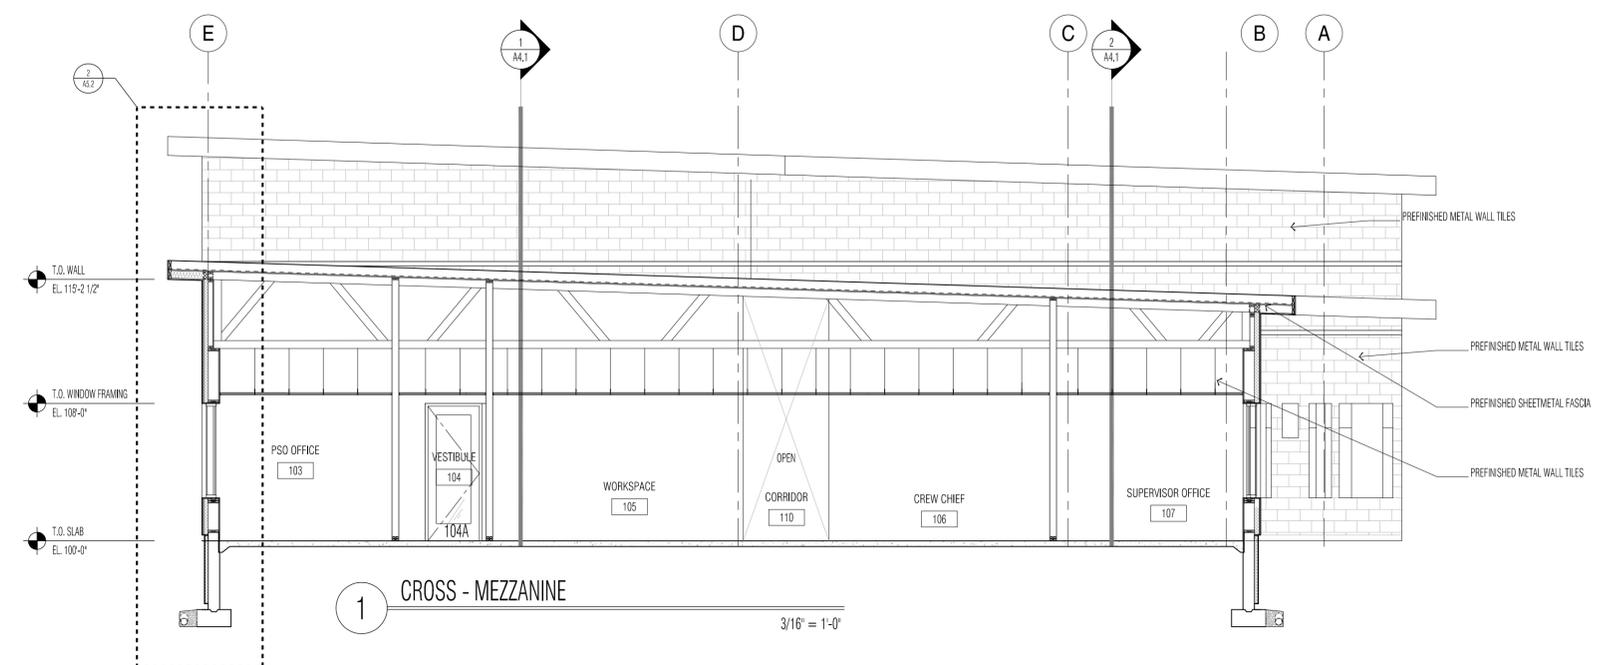 E
1
A4.1
D
C
2
A4.1
B
A
2
A5.2
PREFINISHED METAL WALL TILES
T.O. WALL
EL. 115'-2 1/2"
PREFINISHED METAL WALL TILES
T.O. WINDOW FRAMING
EL. 108'-0"
PREFINISHED SHEETMETAL FASCIA
PSO OFFICE
103
VESTIBULE
104
OPEN
PREFINISHED METAL WALL TILES
WORKSPACE
105
CORRIDOR
110
CREW CHIEF
106
SUPERVISOR OFFICE
107
104A
T.O. SLAB
EL. 100'-0"
1
CROSS - MEZZANINE
3/16" = 1'-0"